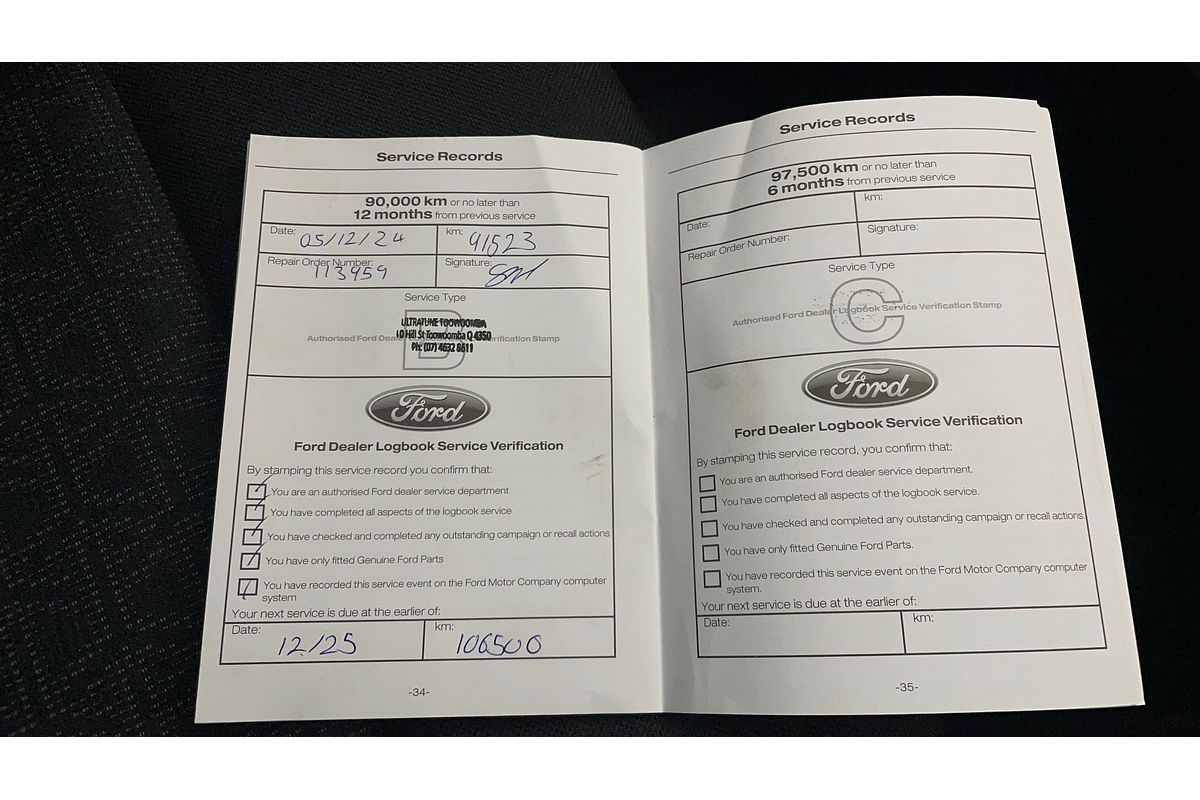 Service Records
90,000 km or no later than
12 months from previous service
Date: 05/12/24
km: 91523
Repair Order Number: 113959
Signature:
Service Type
B
ULTRATUNE TOOWOOMBA
10 Hill St Toowoomba Q 4350
Authorised Ford Dealer Verification Stamp
Ph: (07) 4632 8611
Ford
Ford Dealer Logbook Service Verification
By stamping this service record you confirm that:
You are an authorised Ford dealer service department
You have completed all aspects of the logbook service
You have checked and completed any outstanding campaign or recall actions
You have only fitted Genuine Ford Parts
You have recorded this service event on the Ford Motor Company computer
system
Your next service is due at the earlier of:
Date: 12/25
km: 106500
-34-
Service Records
97,500 km or no later than
6 months from previous service
Date:
km:
Repair Order Number:
Signature:
Service Type
C
Authorised Ford Dealer Logbook Service Verification Stamp
Ford
Ford Dealer Logbook Service Verification
By stamping this service record, you confirm that:
You are an authorised Ford dealer service department.
You have completed all aspects of the logbook service.
You have checked and completed any outstanding campaign or recall actions.
You have only fitted Genuine Ford Parts.
You have recorded this service event on the Ford Motor Company computer
system.
Your next service is due at the earlier of:
Date:
km:
-35-